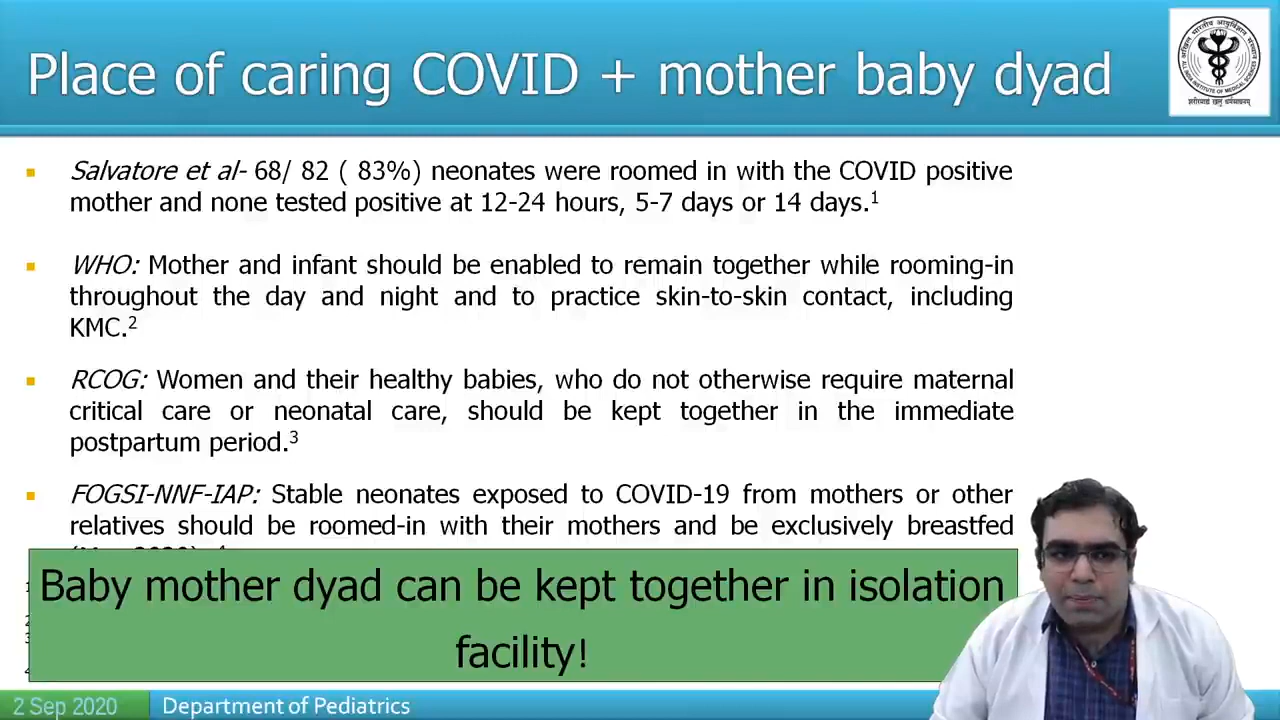 Place of caring COVID + mother baby dyad
Salvatore et al- 68/ 82 ( 83%) neonates were roomed in with the COVID positive
mother and none tested positive at 12-24 hours, 5-7 days or 14 days.1
WHO: Mother and infant should be enabled to remain together while rooming-in
throughout the day and night and to practice skin-to-skin contact, including
KMC.2
RCOG: Women and their healthy babies, who do not otherwise require maternal
critical care or neonatal care, should be kept together in the immediate
postpartum period.3
FOGSI-NNF-IAP: Stable neonates exposed to COVID-19 from mothers or other
relatives should be roomed-in with their mothers and be exclusively breastfed
Baby mother dyad can be kept together in isolation
facility!
2 Sep 2020
Department of Pediatrics